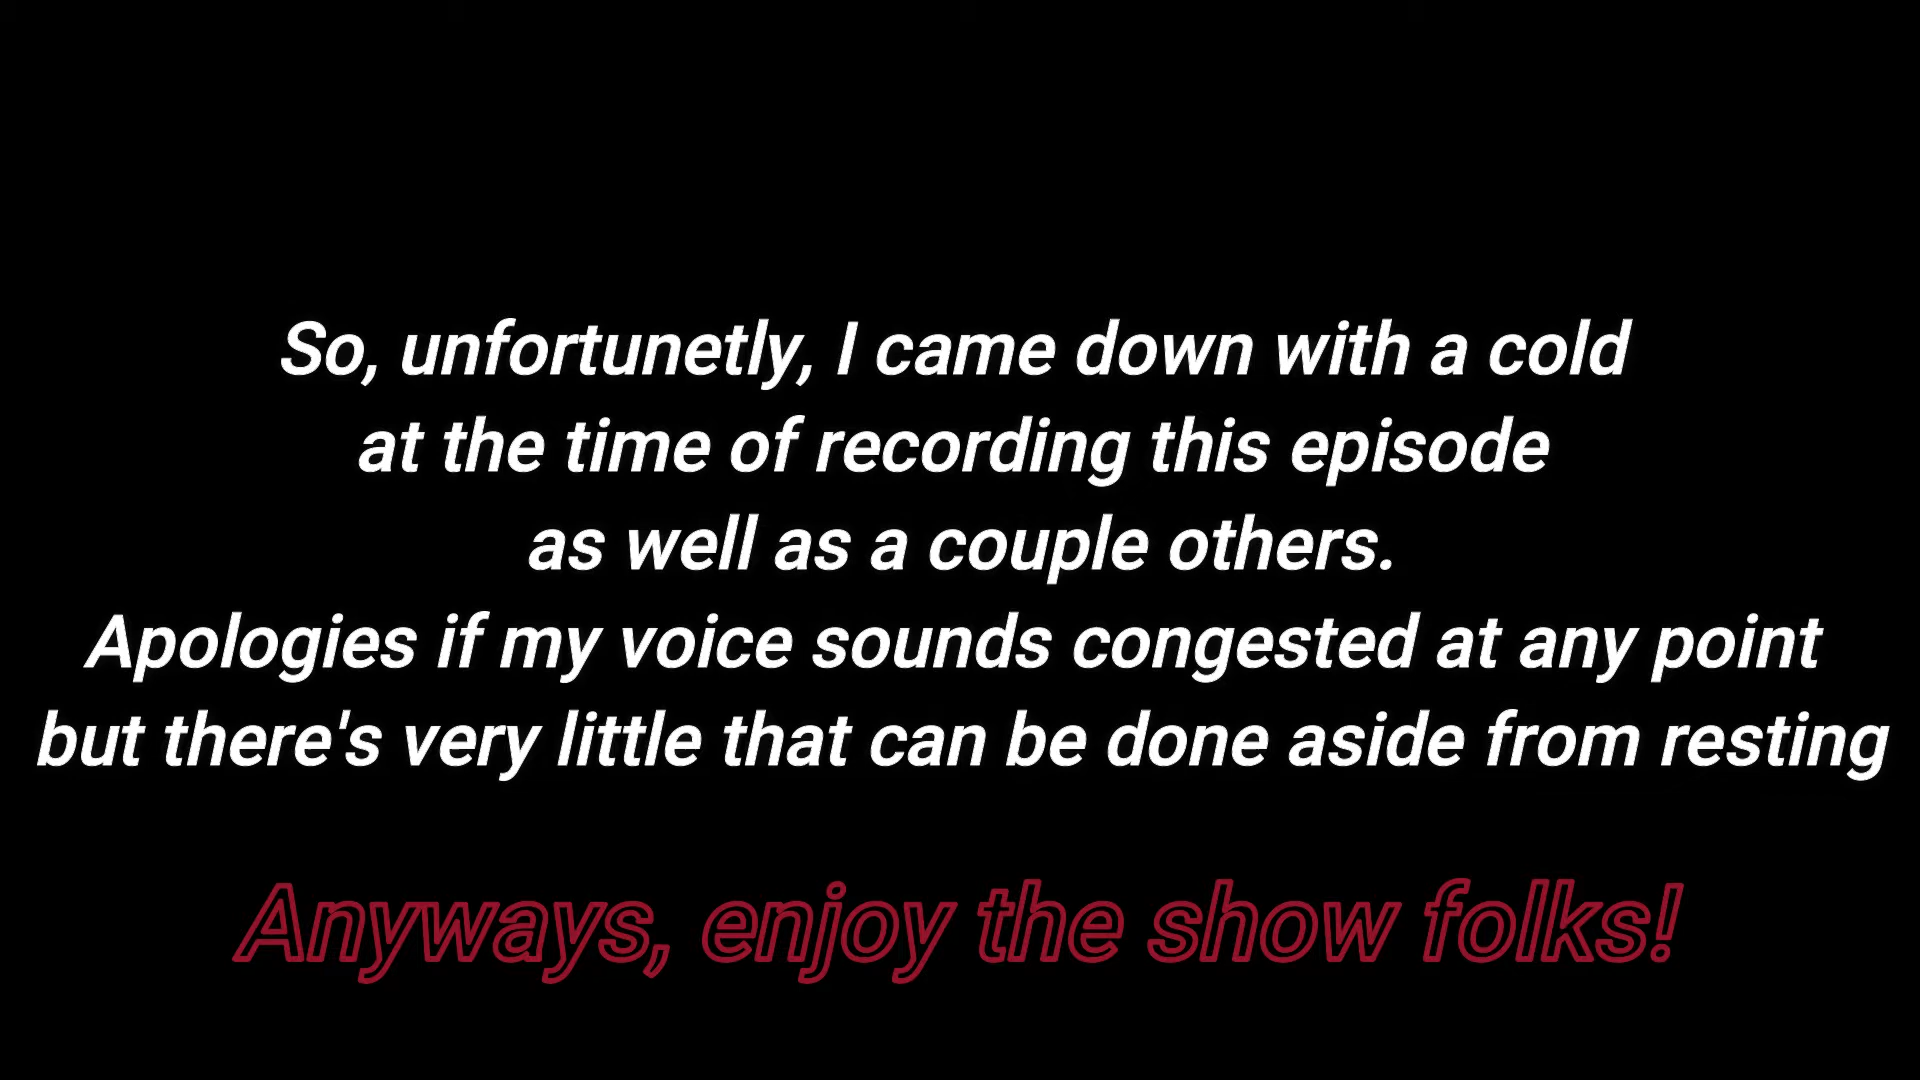 So, unfortunetly, I came down with a cold
at the time of recording this episode
as well as a couple others.
Apologies if my voice sounds congested at any point
but there's very little that can be done aside from resting
Anyways, enjoy the show folks!